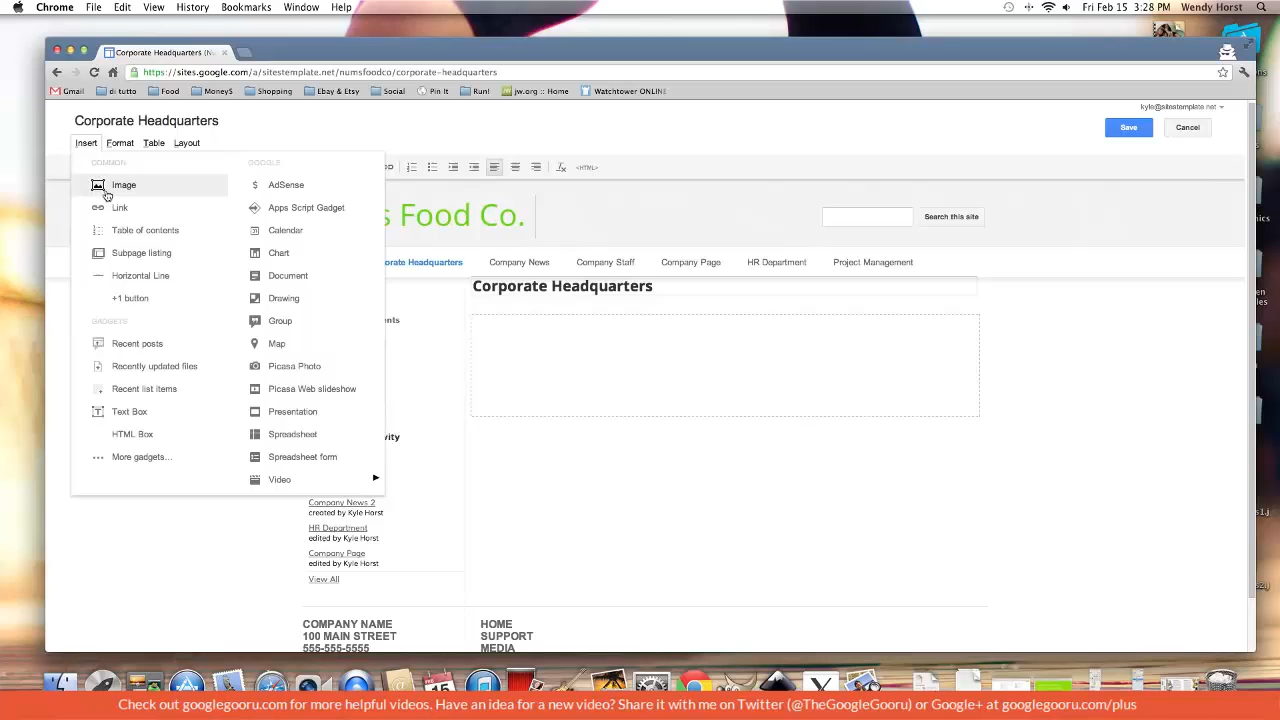 Chrome File Edit View History Bookmarks Window Help Fri Feb 15 3:28 PM Wendy Horst
Corporate Headquarters (Nu
https://sites.google.com/a/sitestemplate.net/numsfoodco/corporate-headquarters
Gmail di tutto Food Money$ Shopping Ebay & Etsy Social Pin It Run! jw.org :: Home Watchtower ONLINE
kyle@sitestemplate.net
Corporate Headquarters
Save Cancel
Insert Format Table Layout
<HTML>
COMMON
Image
Link
Table of contents
Subpage listing
Horizontal Line
+1 button
GADGETS
Recent posts
Recently updated files
Recent list items
Text Box
HTML Box
More gadgets...
GOOGLE
AdSense
Apps Script Gadget
Calendar
Chart
Document
Drawing
Group
Map
Picasa Photo
Picasa Web slideshow
Presentation
Spreadsheet
Spreadsheet form
Video
s Food Co.
Search this site
orate Headquarters Company News Company Staff Company Page HR Department Project Management
Corporate Headquarters
nts
vity
Company News 2
created by Kyle Horst
HR Department
edited by Kyle Horst
Company Page
edited by Kyle Horst
View All
COMPANY NAME
100 MAIN STREET
555-555-5555
HOME
SUPPORT
MEDIA
Check out googlegooru.com for more helpful videos. Have an idea for a new video? Share it with me on Twitter (@TheGoogleGooru) or Google+ at googlegooru.com/plus